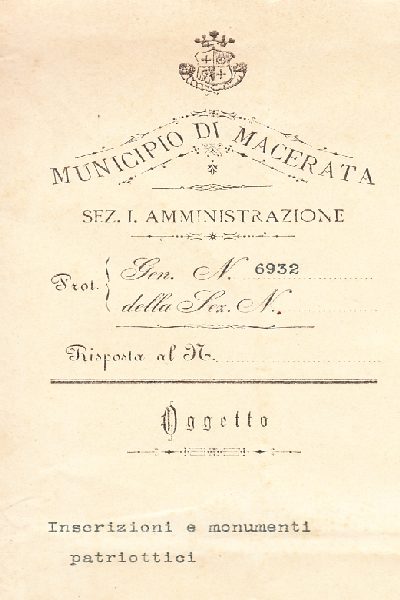 MUNICIPIO DI MACERATA
SEZ. I. AMMINISTRAZIONE
Prot. Gen. N. 6932
della Sez. N.
Risposta al N.
Oggetto
Inscrizioni e monumenti
patriottici